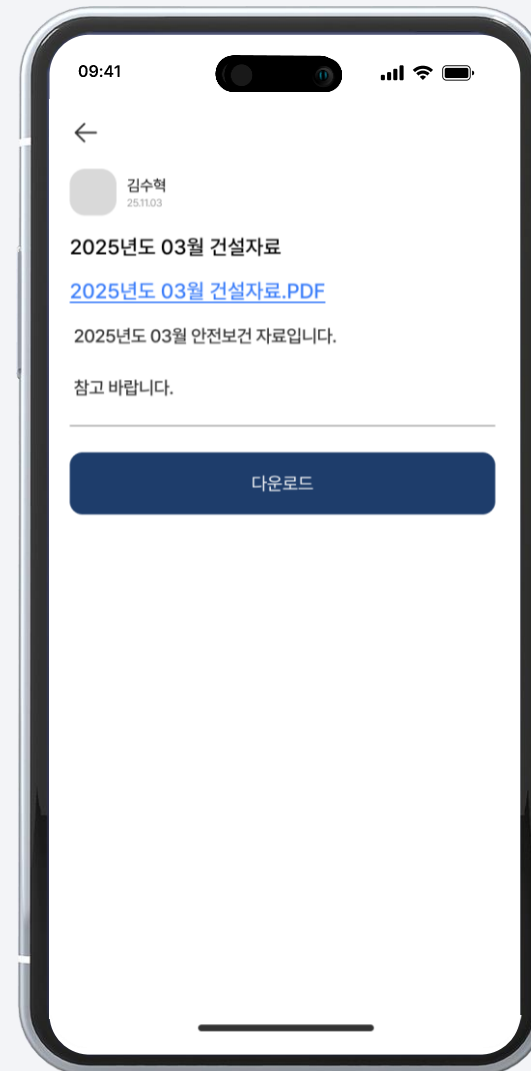 09:41
김수혁
25.11.03
2025년도 03월 건설자료
2025년도 03월 건설자료.PDF
2025년도 03월 안전보건 자료입니다.
참고 바랍니다.
다운로드